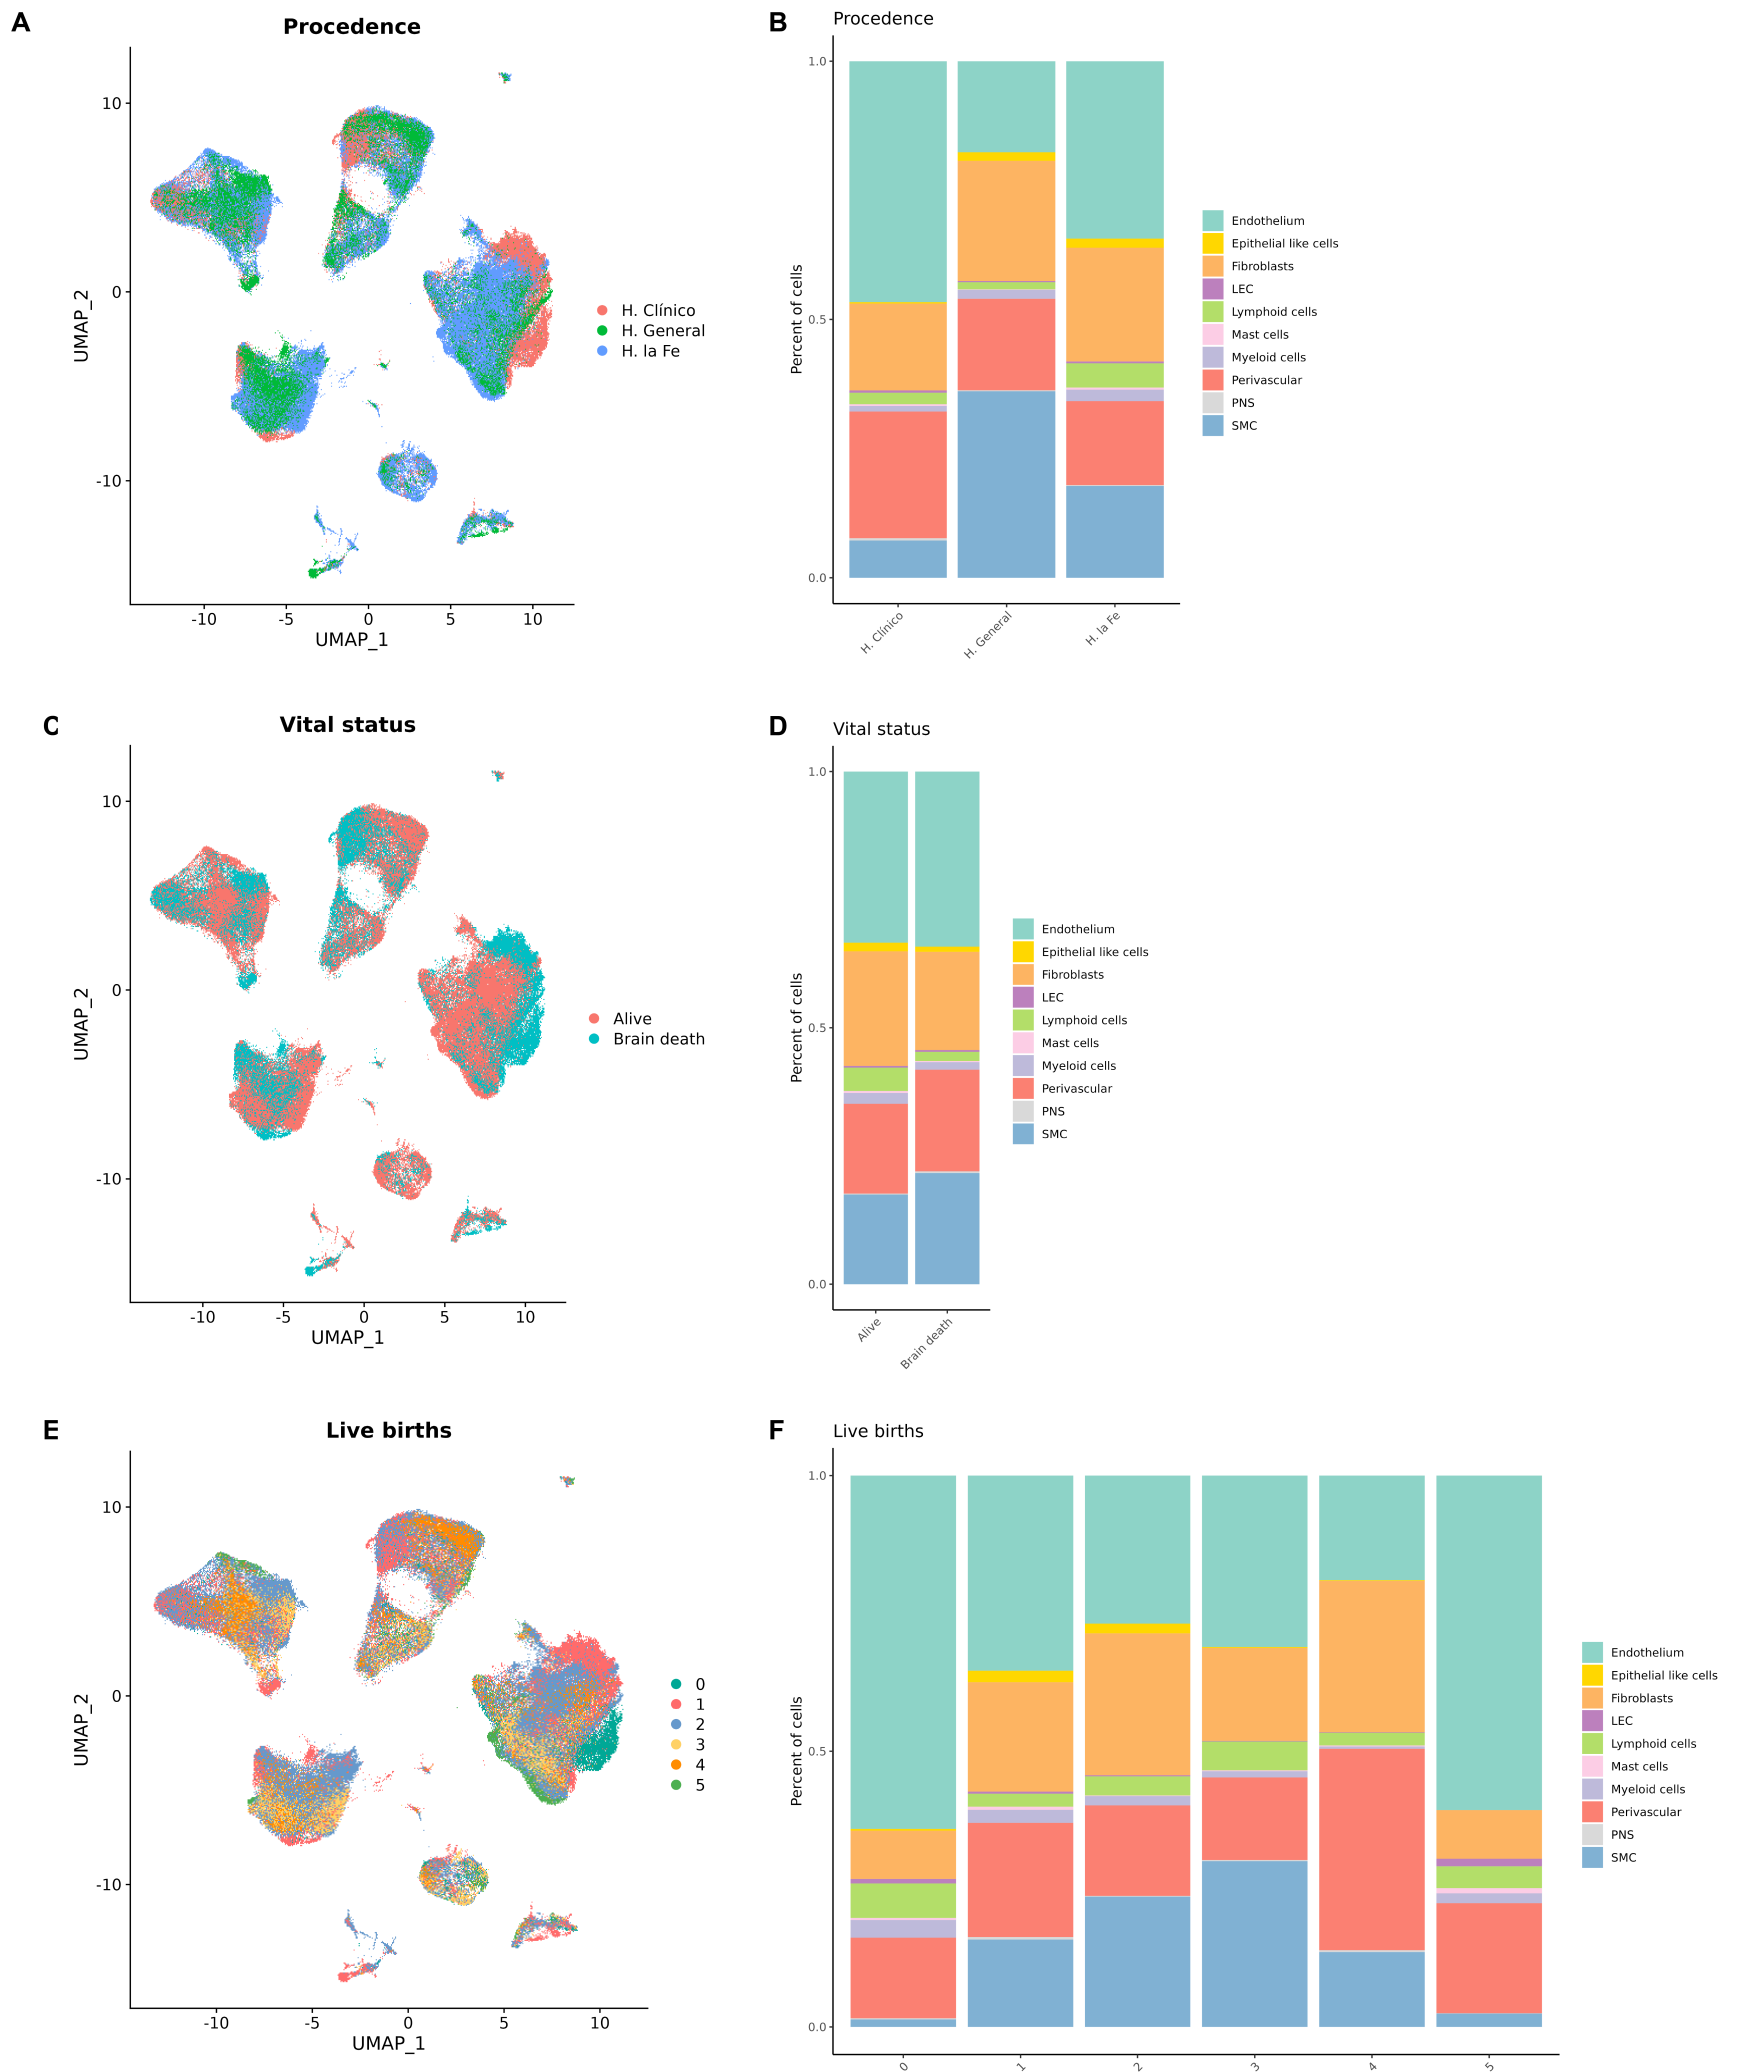 A
Procedence
UMAP_2
10
0
-10
-10
-5
0
5
10
UMAP_1
H. Clínico
H. General
H. la Fe
B
Procedence
Percent of cells
1.0
0.5
0.0
H. Clínico
H. General
H. la Fe
Endothelium
Epithelial like cells
Fibroblasts
LEC
Lymphoid cells
Mast cells
Myeloid cells
Perivascular
PNS
SMC
C
Vital status
UMAP_2
10
0
-10
-10
-5
0
5
10
UMAP_1
Alive
Brain death
D
Vital status
Percent of cells
1.0
0.5
0.0
Alive
Brain death
Endothelium
Epithelial like cells
Fibroblasts
LEC
Lymphoid cells
Mast cells
Myeloid cells
Perivascular
PNS
SMC
E
Live births
UMAP_2
10
0
-10
-10
-5
0
5
10
UMAP_1
0
1
2
3
4
5
F
Live births
Percent of cells
1.0
0.5
0.0
0
1
2
3
4
5
Endothelium
Epithelial like cells
Fibroblasts
LEC
Lymphoid cells
Mast cells
Myeloid cells
Perivascular
PNS
SMC